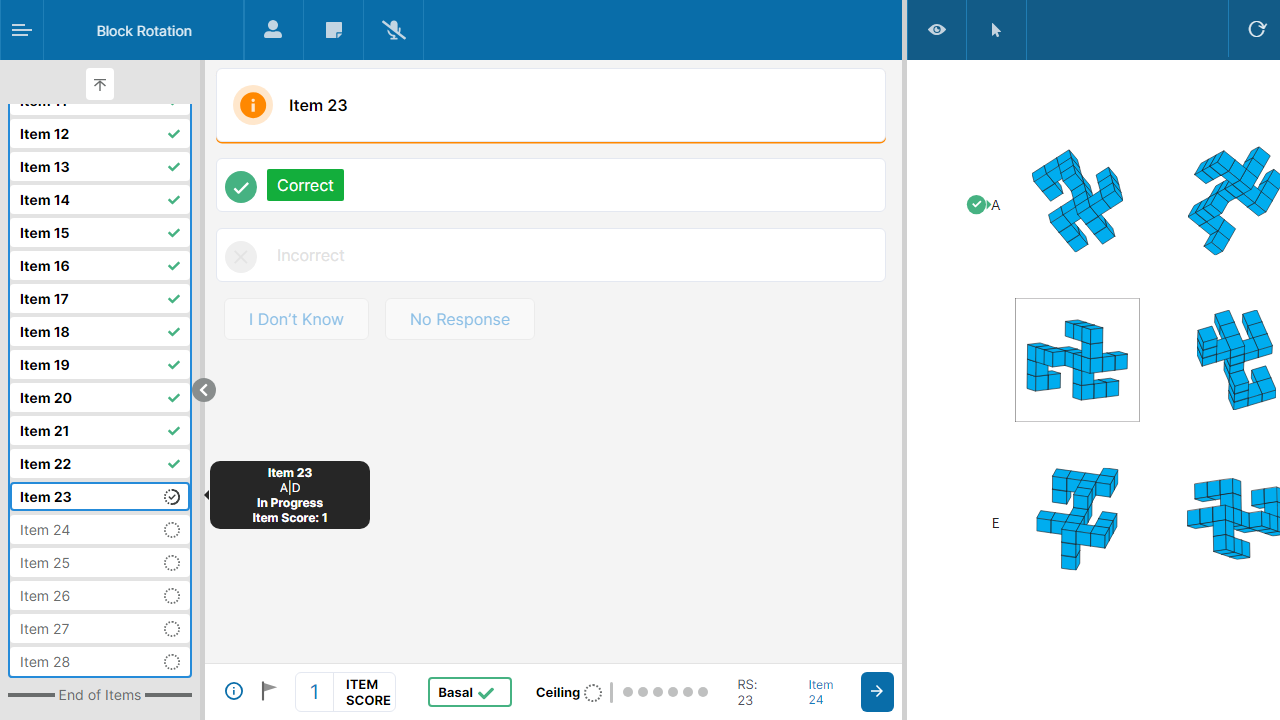 Block Rotation
Item 12
Item 13
Item 14
Item 15
Item 16
Item 17
Item 18
Item 19
Item 20
Item 21
Item 22
Item 23
Item 24
Item 25
Item 26
Item 27
Item 28
End of Items
Item 23
Correct
Incorrect
I Don't Know
No Response
Item 23
A|D
In Progress
Item Score: 1
1
ITEM
SCORE
Basal
Ceiling
RS:
23
Item
24
A
E